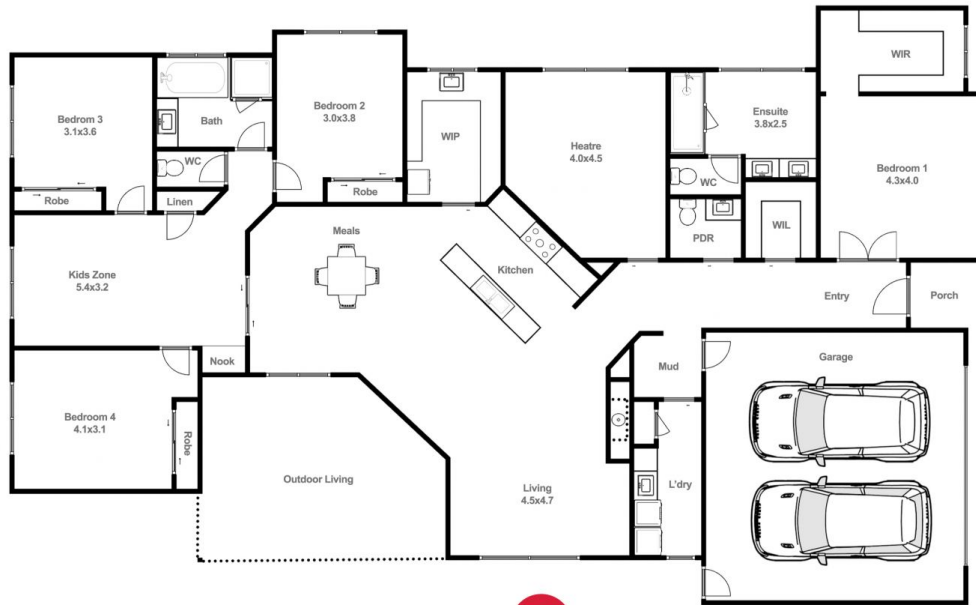 WIR
Bedrom 3
3.1x3.6
Bath
Bedroom 2
3.0x3.8
WIP
Heatre
4.0x4.5
Ensuite
3.8x2.5
Bedroom 1
4.3x4.0
WC
WC
Robe
Linen
Robe
PDR
WIL
Meals
Kids Zone
5.4x3.2
Kitchen
Entry
Porch
Nook
Mud
Garage
Bedroom 4
4.1x3.1
Robe
Outdoor Living
Living
4.5x4.7
L'dry